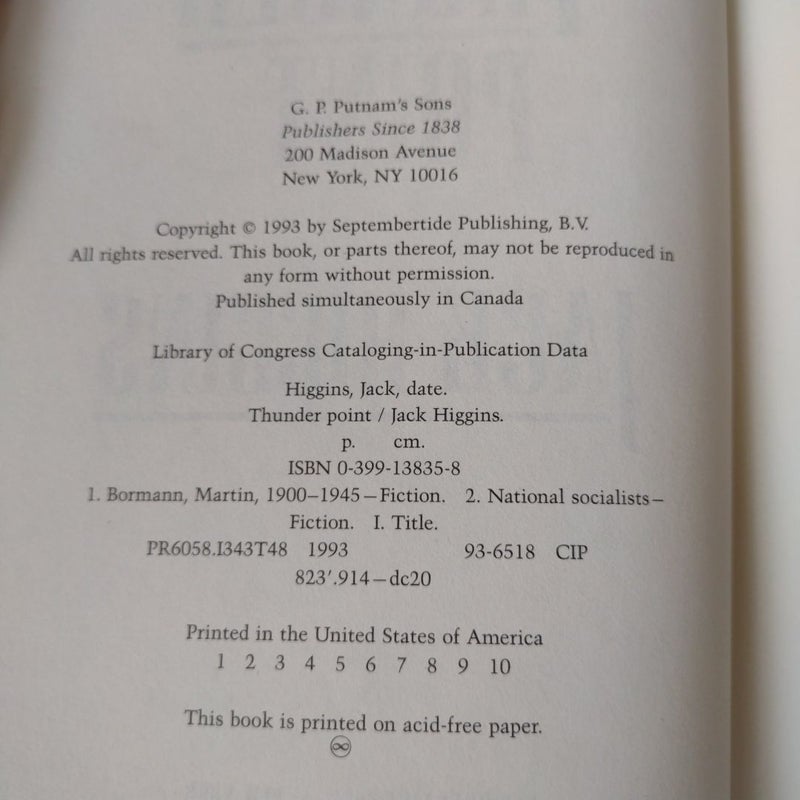 G. P. Putnam's Sons
Publishers Since 1838
200 Madison Avenue
New York, NY 10016
Copyright © 1993 by Septembertide Publishing, B.V.
All rights reserved. This book, or parts thereof, may not be reproduced in
any form without permission.
Published simultaneously in Canada
Library of Congress Cataloging-in-Publication Data
Higgins, Jack, date.
Thunder point / Jack Higgins.
p. cm.
ISBN 0-399-13835-8
1. Bormann, Martin, 1900–1945—Fiction. 2. National socialists—
Fiction. I. Title.
PR6058.I343T48 1993 93-6518 CIP
823′.914—dc20
Printed in the United States of America
1 2 3 4 5 6 7 8 9 10
This book is printed on acid-free paper.
♾